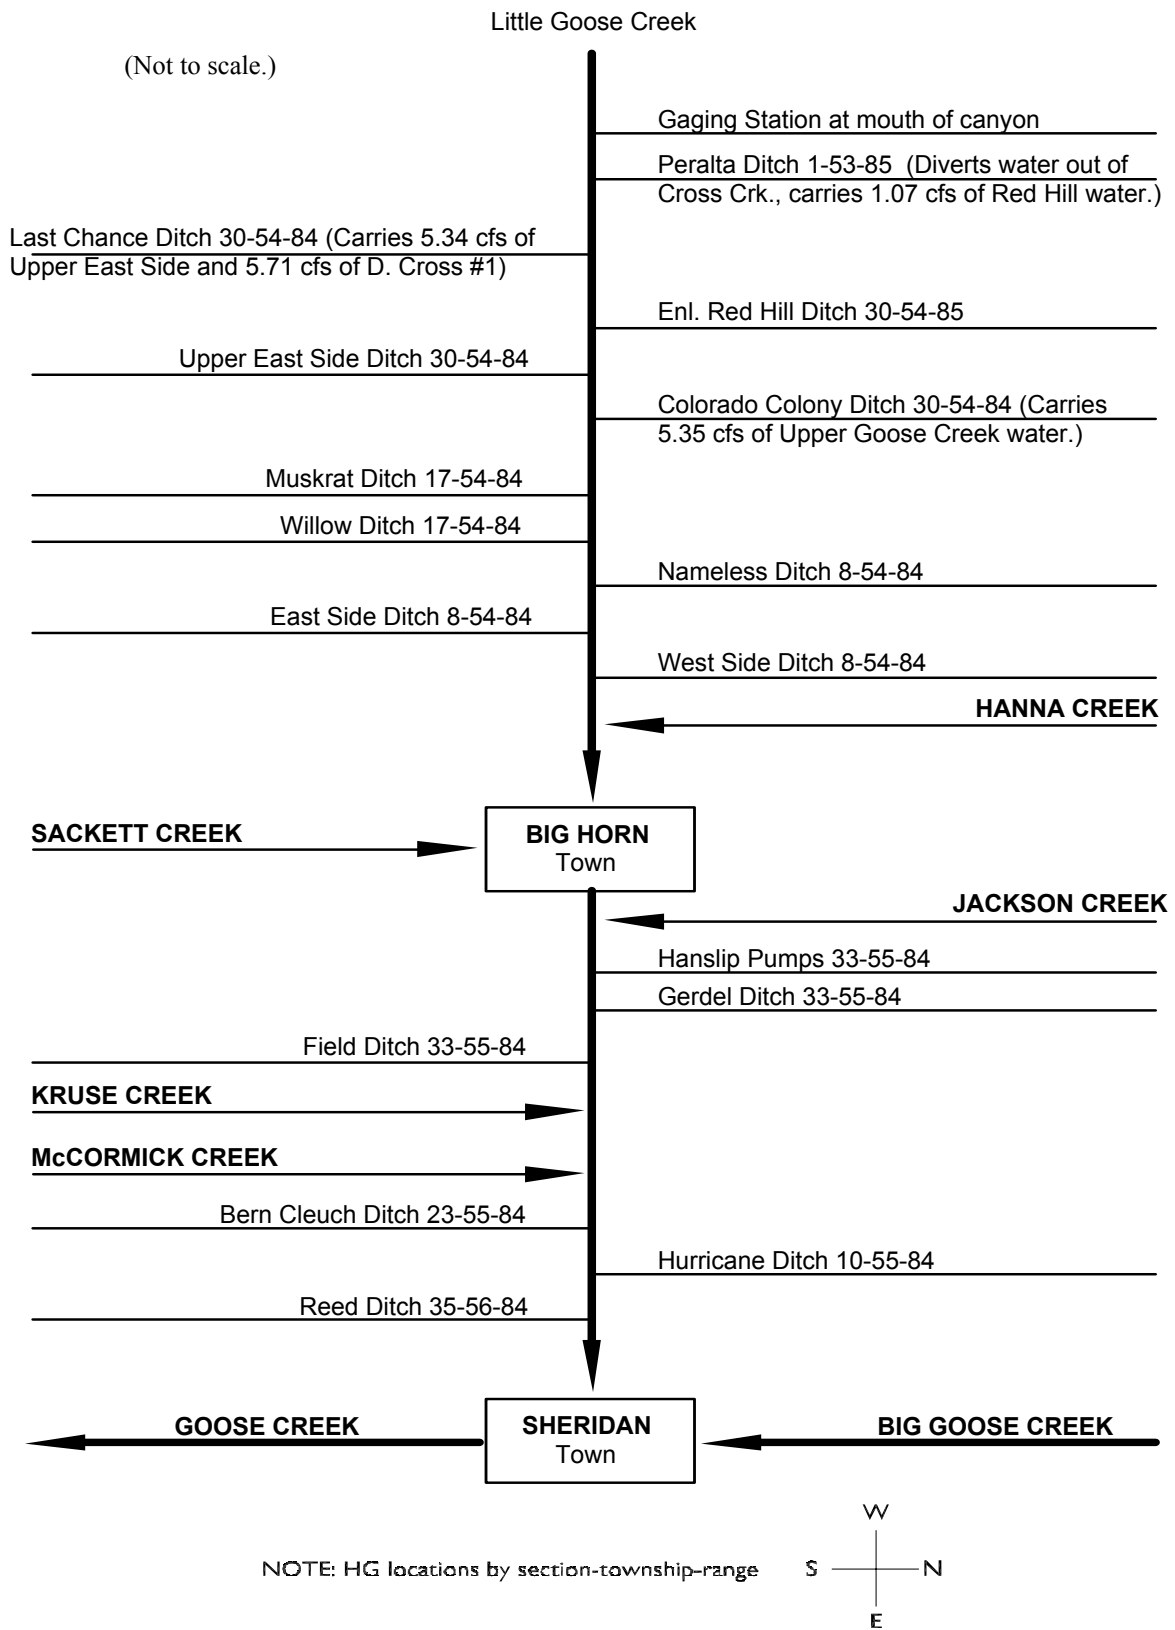 Little Goose Creek
(Not to scale.)
Gaging Station at mouth of canyon
Peralta Ditch 1-53-85 (Diverts water out of
Cross Crk., carries 1.07 cfs of Red Hill water.)
Last Chance Ditch 30-54-84 (Carries 5.34 cfs of
Upper East Side and 5.71 cfs of D. Cross #1)
Enl. Red Hill Ditch 30-54-85
Upper East Side Ditch 30-54-84
Colorado Colony Ditch 30-54-84 (Carries
5.35 cfs of Upper Goose Creek water.)
Muskrat Ditch 17-54-84
Willow Ditch 17-54-84
Nameless Ditch 8-54-84
East Side Ditch 8-54-84
West Side Ditch 8-54-84
HANNA CREEK
SACKETT CREEK
BIG HORN
Town
JACKSON CREEK
Hanslip Pumps 33-55-84
Gerdel Ditch 33-55-84
Field Ditch 33-55-84
KRUSE CREEK
McCORMICK CREEK
Bern Cleuch Ditch 23-55-84
Hurricane Ditch 10-55-84
Reed Ditch 35-56-84
GOOSE CREEK
SHERIDAN
Town
BIG GOOSE CREEK
NOTE: HG locations by section-township-range
W
S
N
E